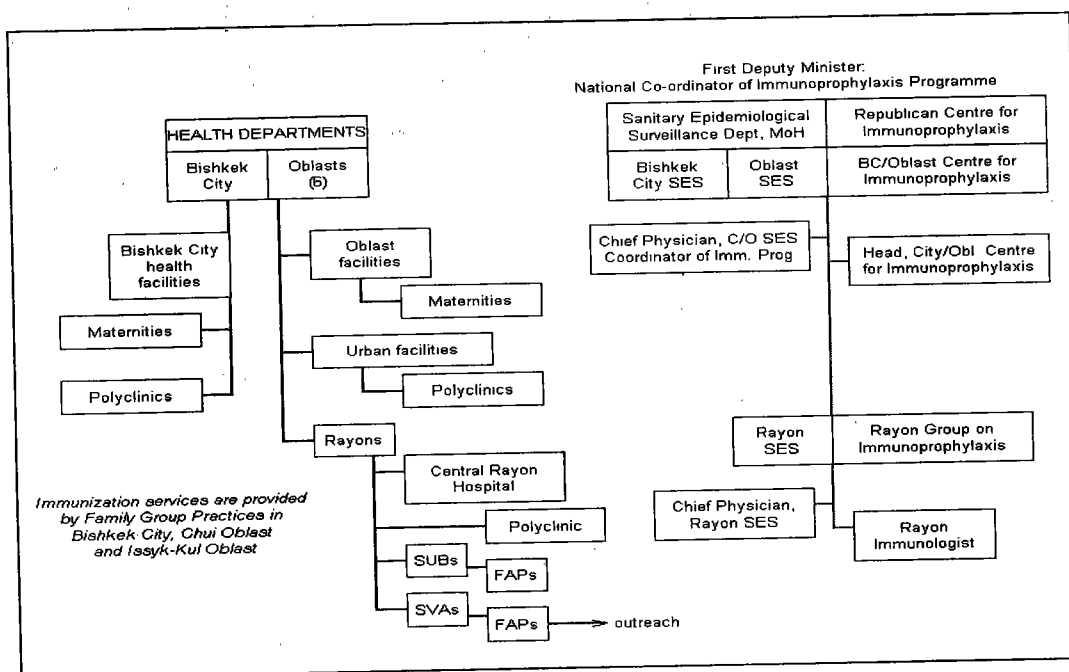 First Deputy Minister:
National Co-ordinator of Immunoprophylaxis Programme
HEALTH DEPARTMENTS
Bishkek
City
Oblasts
(6)
Bishkek City
health
facilities
Maternities
Polyclinics
Oblast
facilities
Maternities
Urban facilities
Polyclinics
Rayons
Central Rayon
Hospital
Polyclinic
SUBs
FAPs
SVAs
FAPs
outreach
Immunization services are provided
by Family Group Practices in
Bishkek City, Chui Oblast
and Issyk-Kul Oblast
Sanitary Epidemiological
Surveillance Dept, MoH
Republican Centre for
Immunoprophylaxis
Bishkek
City SES
Oblast
SES
BC/Oblast Centre for
Immunoprophylaxis
Chief Physician, C/O SES
Coordinator of Imm. Prog
Head, City/Obl Centre
for Immunoprophylaxis
Rayon
SES
Rayon Group on
Immunoprophylaxis
Chief Physician,
Rayon SES
Rayon
Immunologist